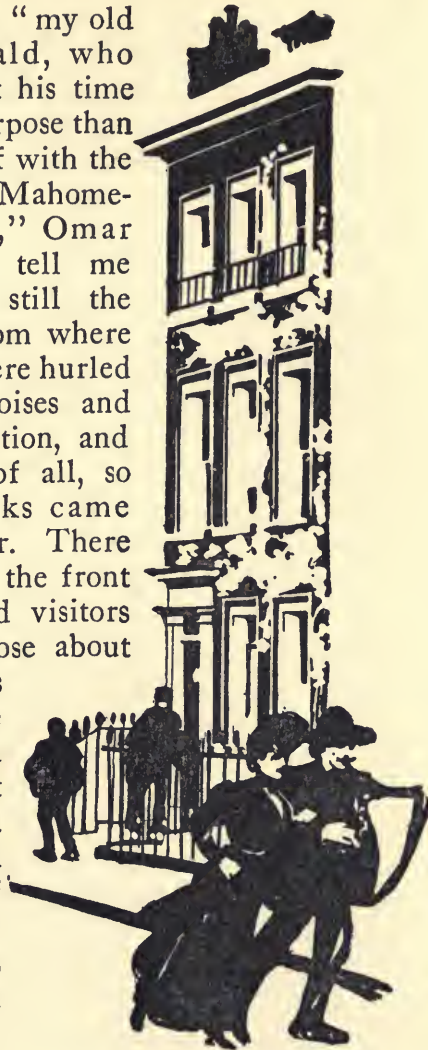 “ my old
ald, who
t his time
rpose than
f with the
Mahome-
,” Omar
tell me
still the
om where
ere hurled
oises and
tion, and
of all, so
ks came
r. There
the front
d visitors
ose about